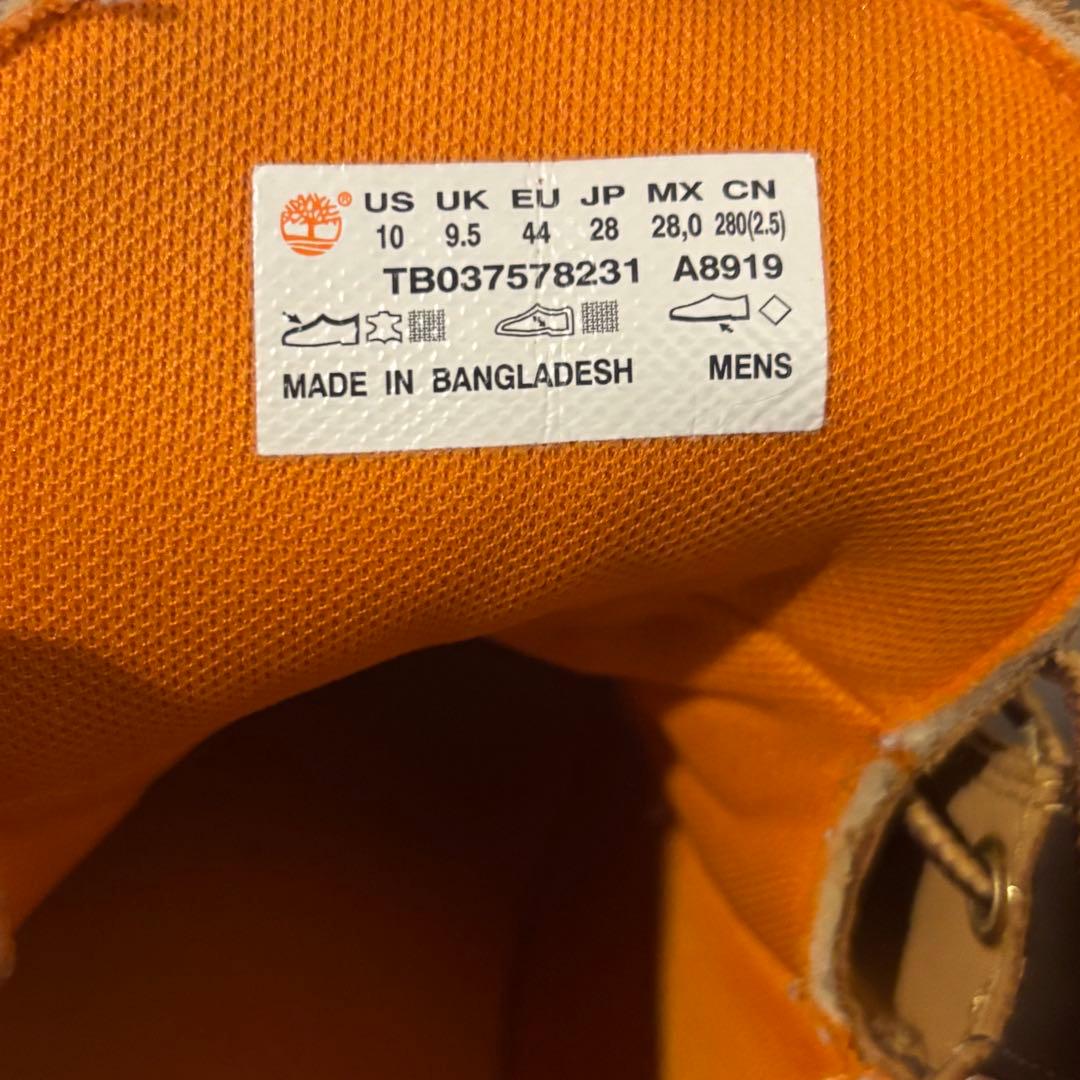 ® US UK EU JP MX CN
10 9.5 44 28 28,0 280(2.5)
TB037578231 A8919
MADE IN BANGLADESH MENS